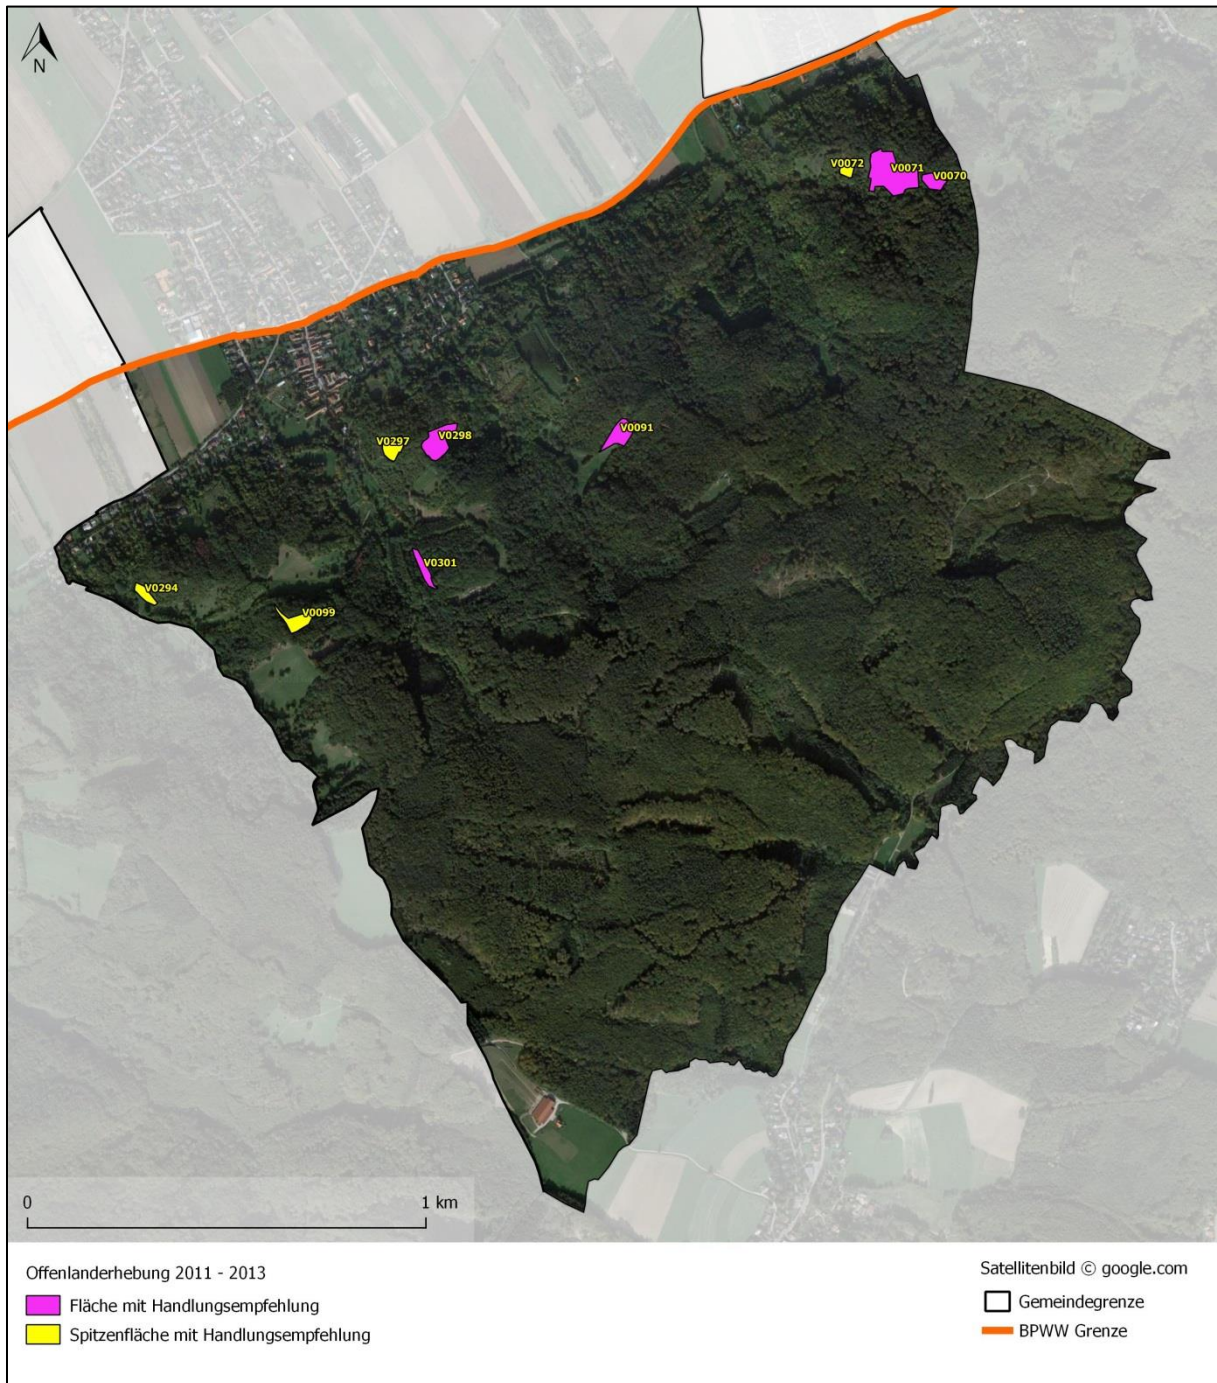 N
V0072
V0071
V0070
V0297
V0298
V0091
V0301
V0294
V0099
0 1 km
Offenlanderhebung 2011 - 2013
Fläche mit Handlungsempfehlung
Spitzenfläche mit Handlungsempfehlung
Satellitenbild © google.com
Gemeindegrenze
BPWW Grenze